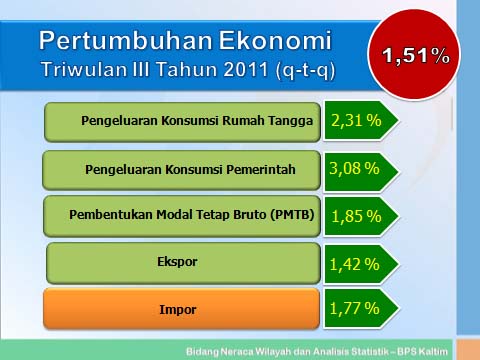 Pertumbuhan Ekonomi
Triwulan III Tahun 2011 (q-t-q)
1,51%
Pengeluaran Konsumsi Rumah Tangga 2,31 %
Pengeluaran Konsumsi Pemerintah 3,08 %
Pembentukan Modal Tetap Bruto (PMTB) 1,85 %
Ekspor 1,42 %
Impor 1,77 %
Bidang Neraca Wilayah dan Analisis Statistik – BPS Kaltim